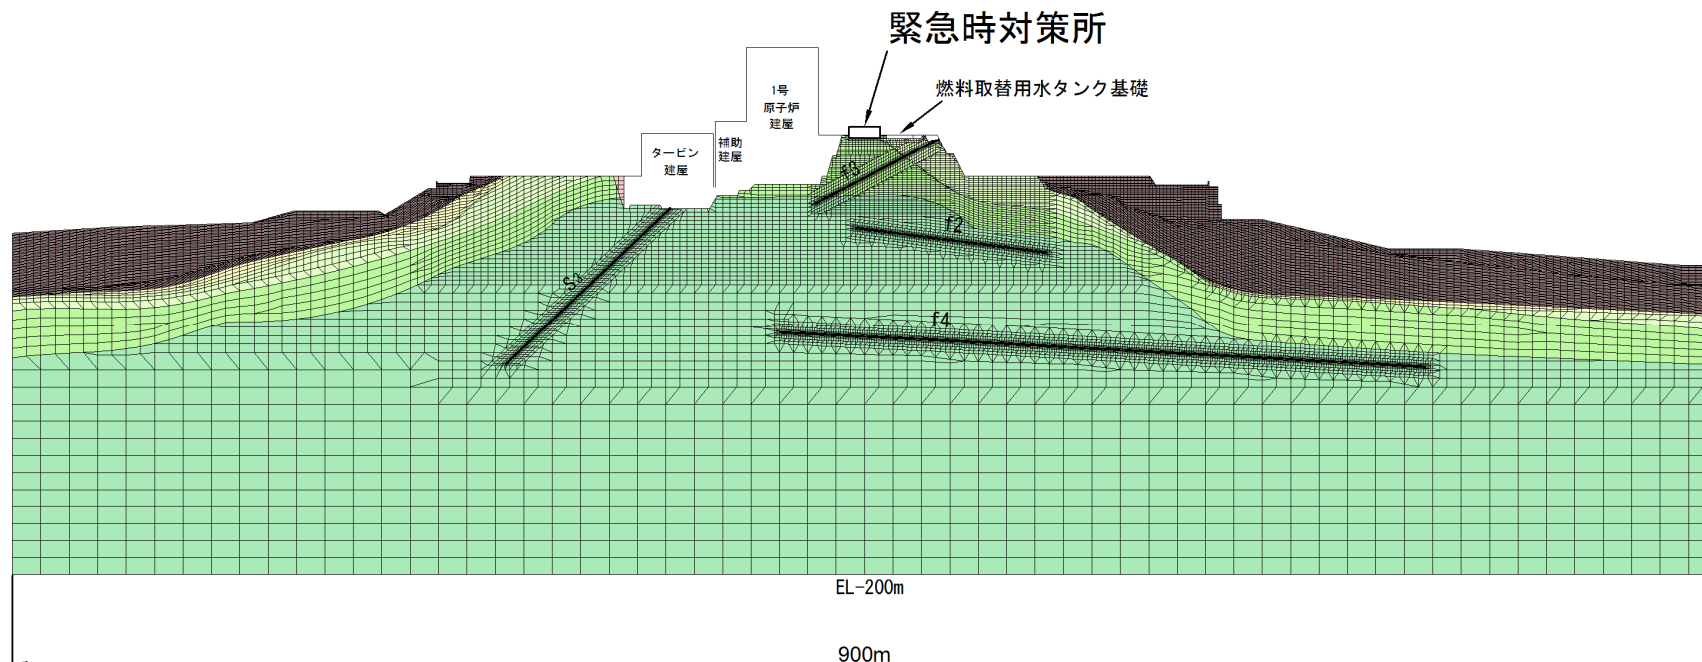 緊急時対策所
燃料取替用水タンク基礎
1号
原子炉
建屋
補助
建屋
タービン
建屋
f3
f2
S3
f4
EL-200m
900m